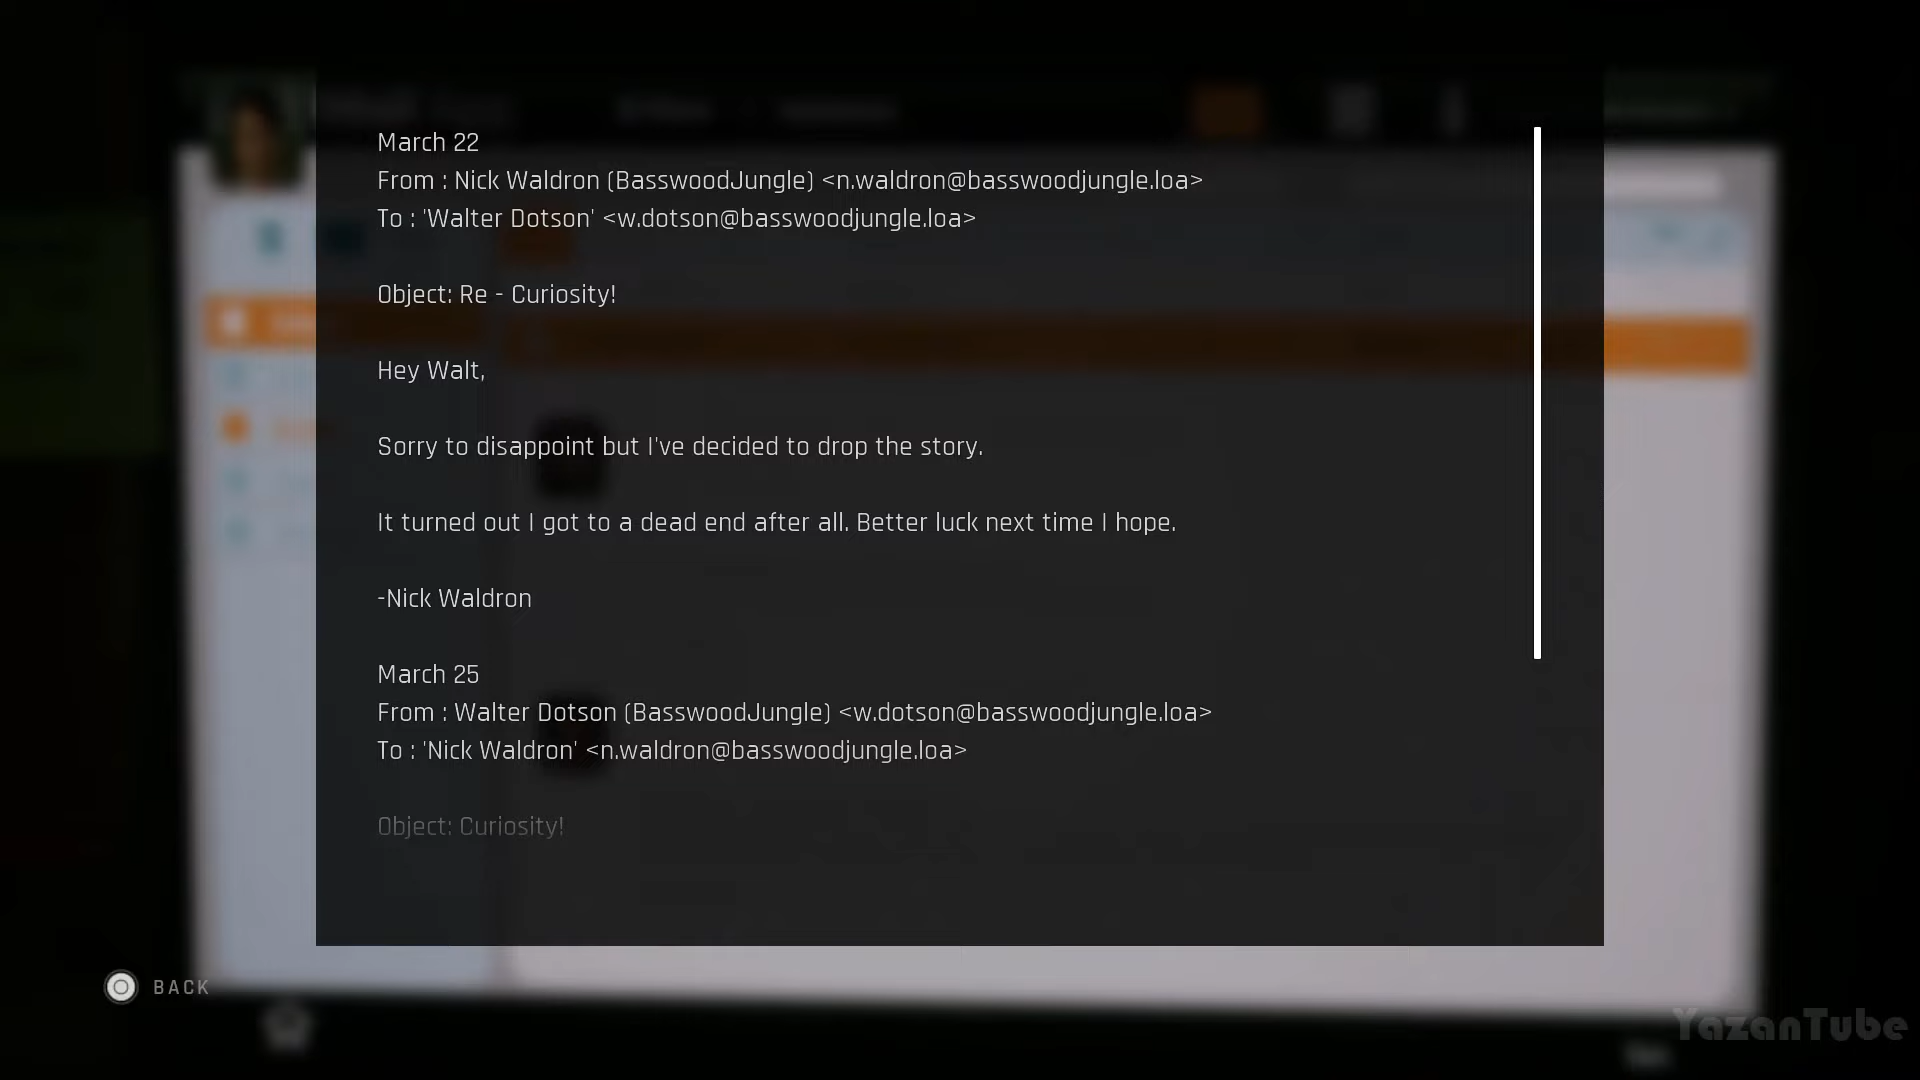 March 22
From : Nick Waldron (BasswoodJungle) <n.waldron@basswoodjungle.loa>
To : 'Walter Dotson' <w.dotson@basswoodjungle.loa>
Object: Re - Curiosity!
Hey Walt,
Sorry to disappoint but I've decided to drop the story.
It turned out I got to a dead end after all. Better luck next time I hope.
-Nick Waldron
March 25
From : Walter Dotson (BasswoodJungle) <w.dotson@basswoodjungle.loa>
To : 'Nick Waldron' <n.waldron@basswoodjungle.loa>
Object: Curiosity!
BACK
YazanTube